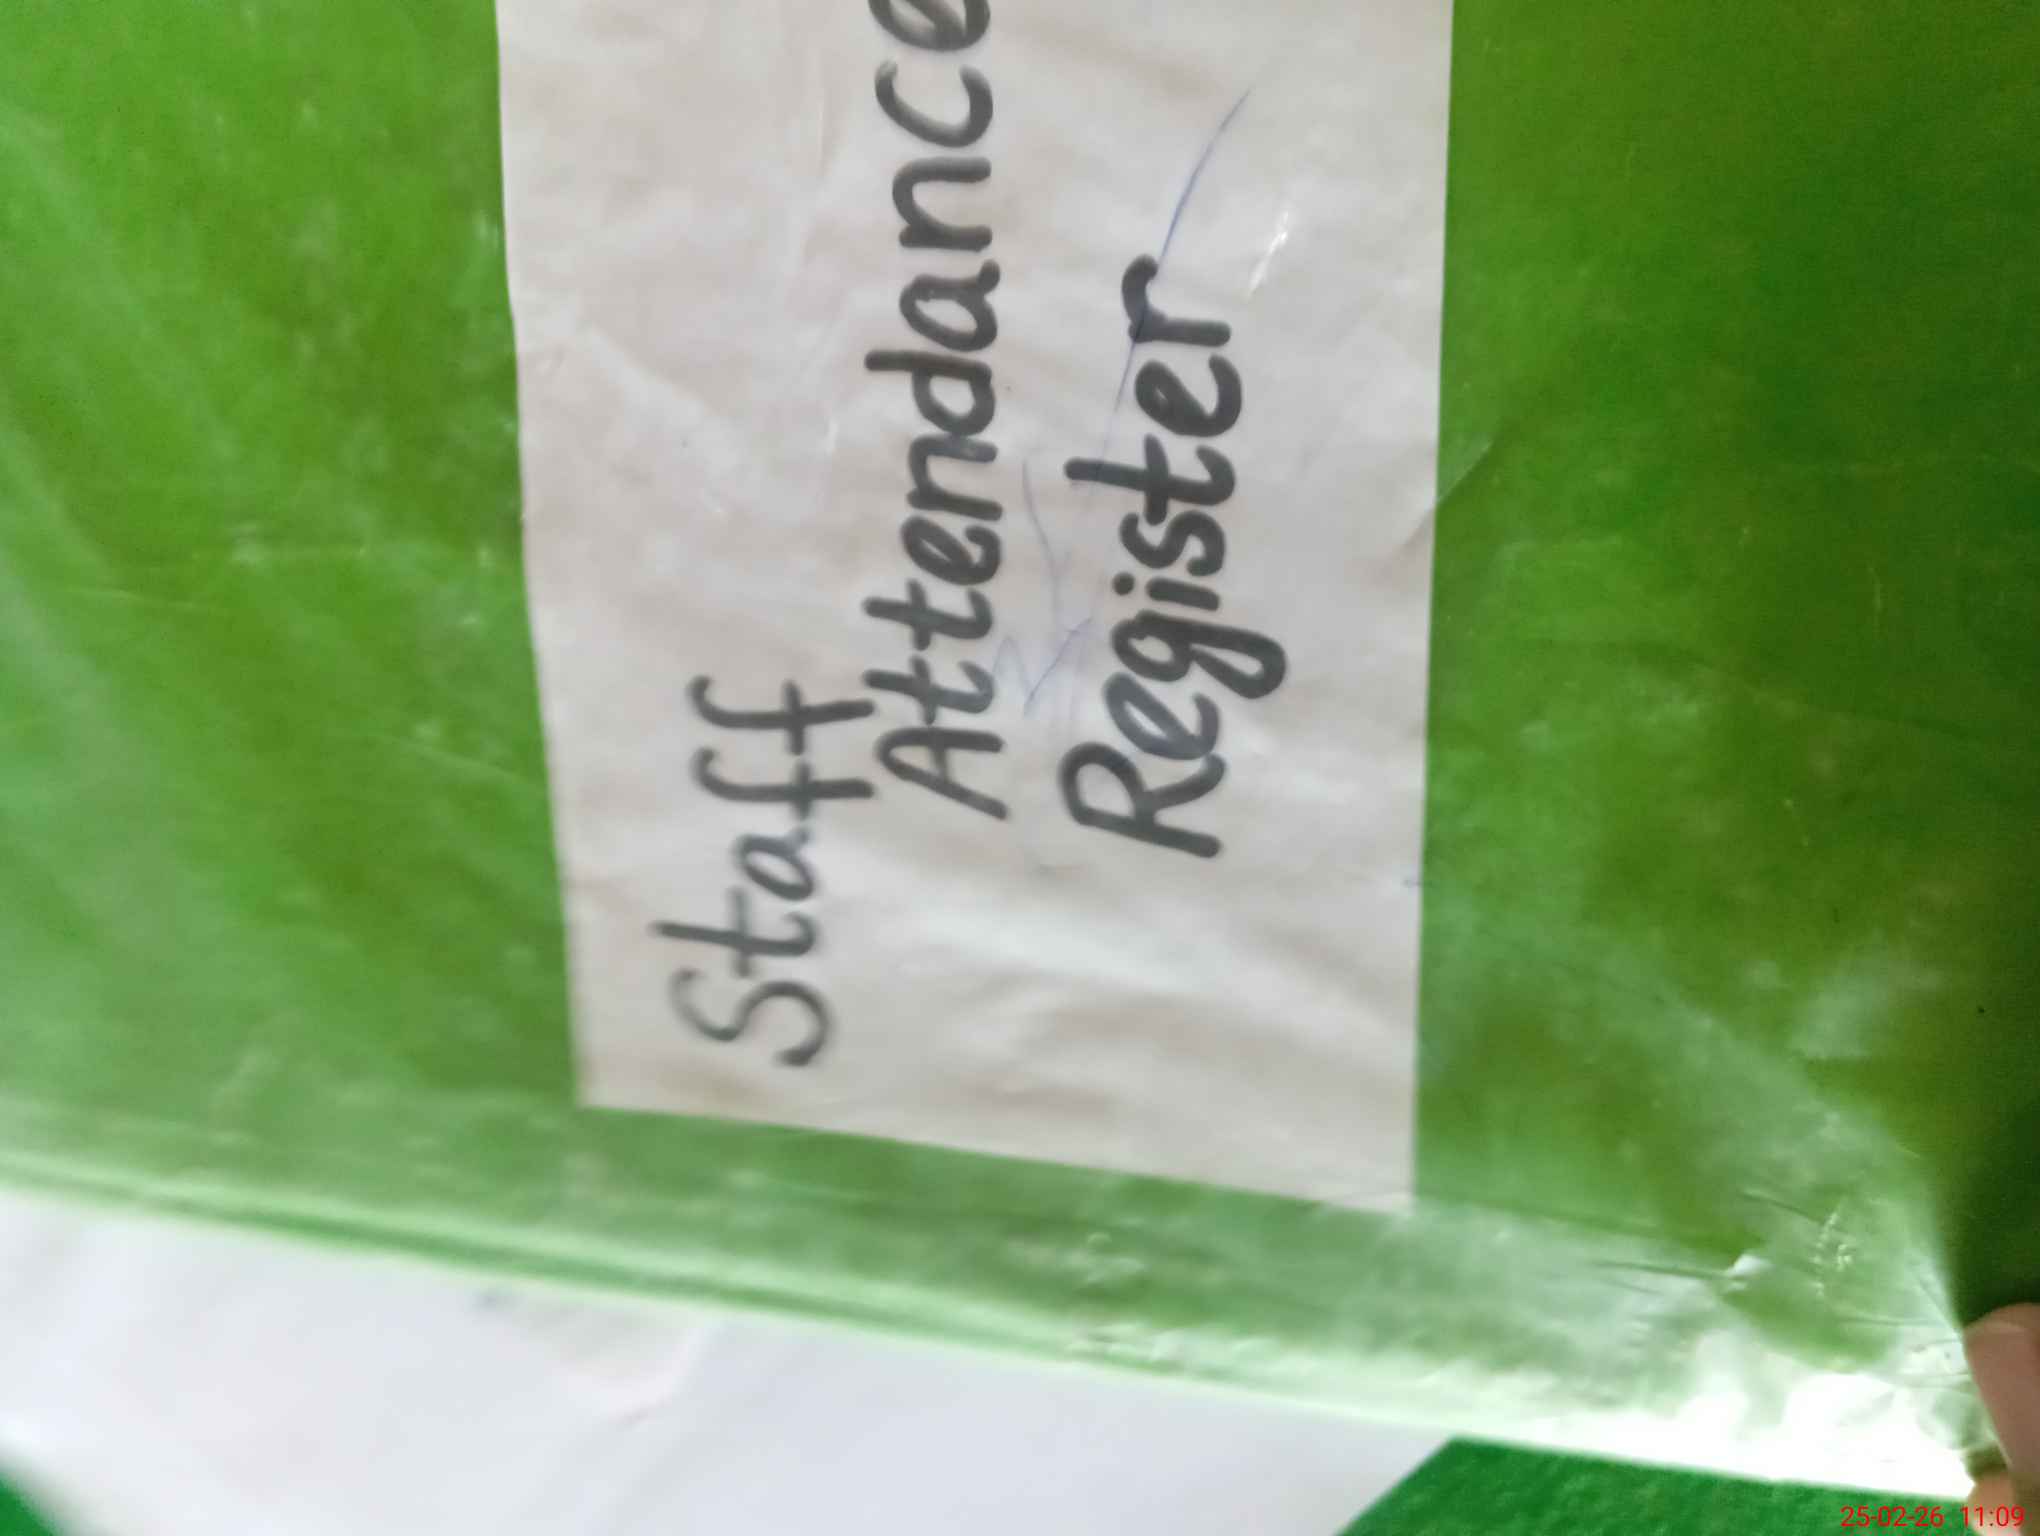 Staff
Attendance
Register
25-02-26 11:09